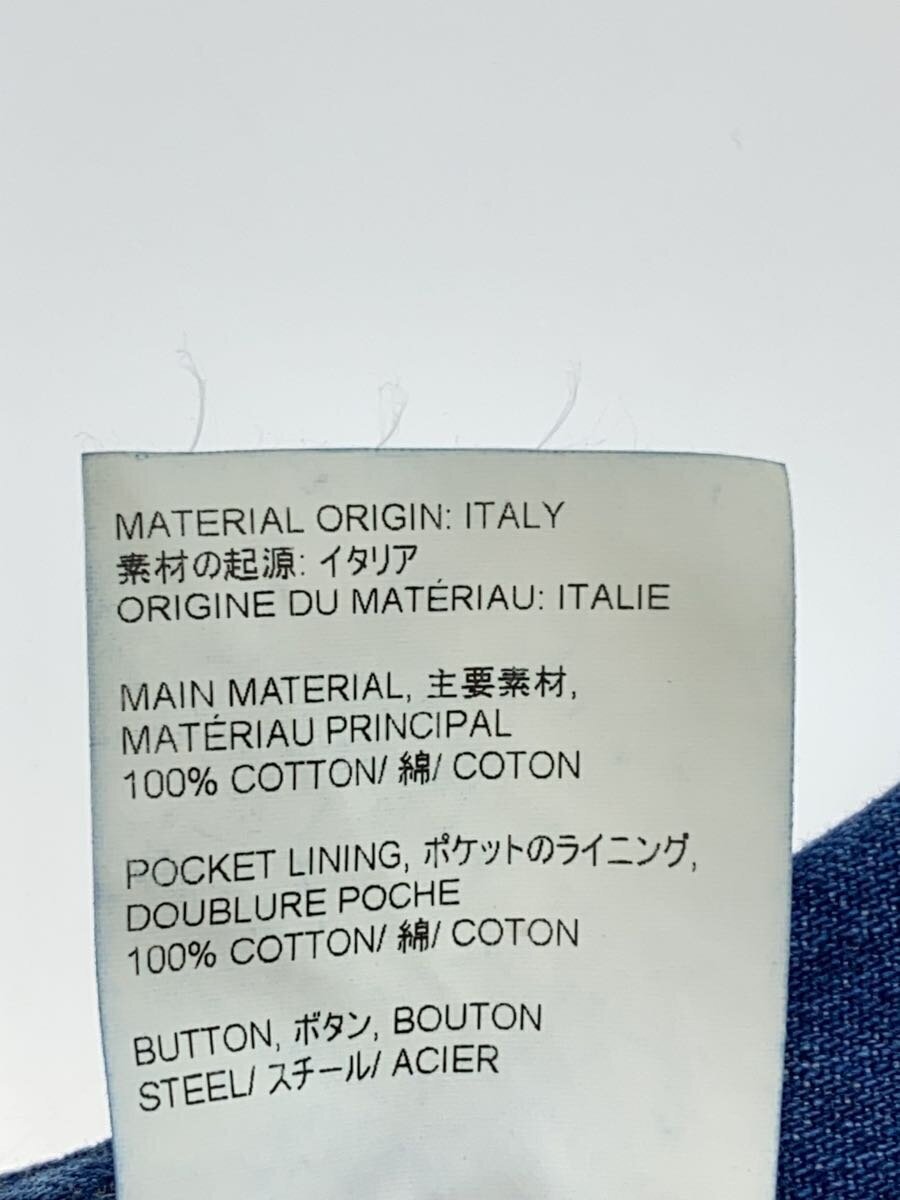 MATERIAL ORIGIN: ITALY
素材の起源: イタリア
ORIGINE DU MATÉRIAU: ITALIE
MAIN MATERIAL, 主要素材,
MATÉRIAU PRINCIPAL
100% COTTON/ 綿/ COTON
POCKET LINING, ポケットのライニング,
DOUBLURE POCHE
100% COTTON/ 綿/ COTON
BUTTON, ボタン, BOUTON
STEEL/ スチール/ ACIER